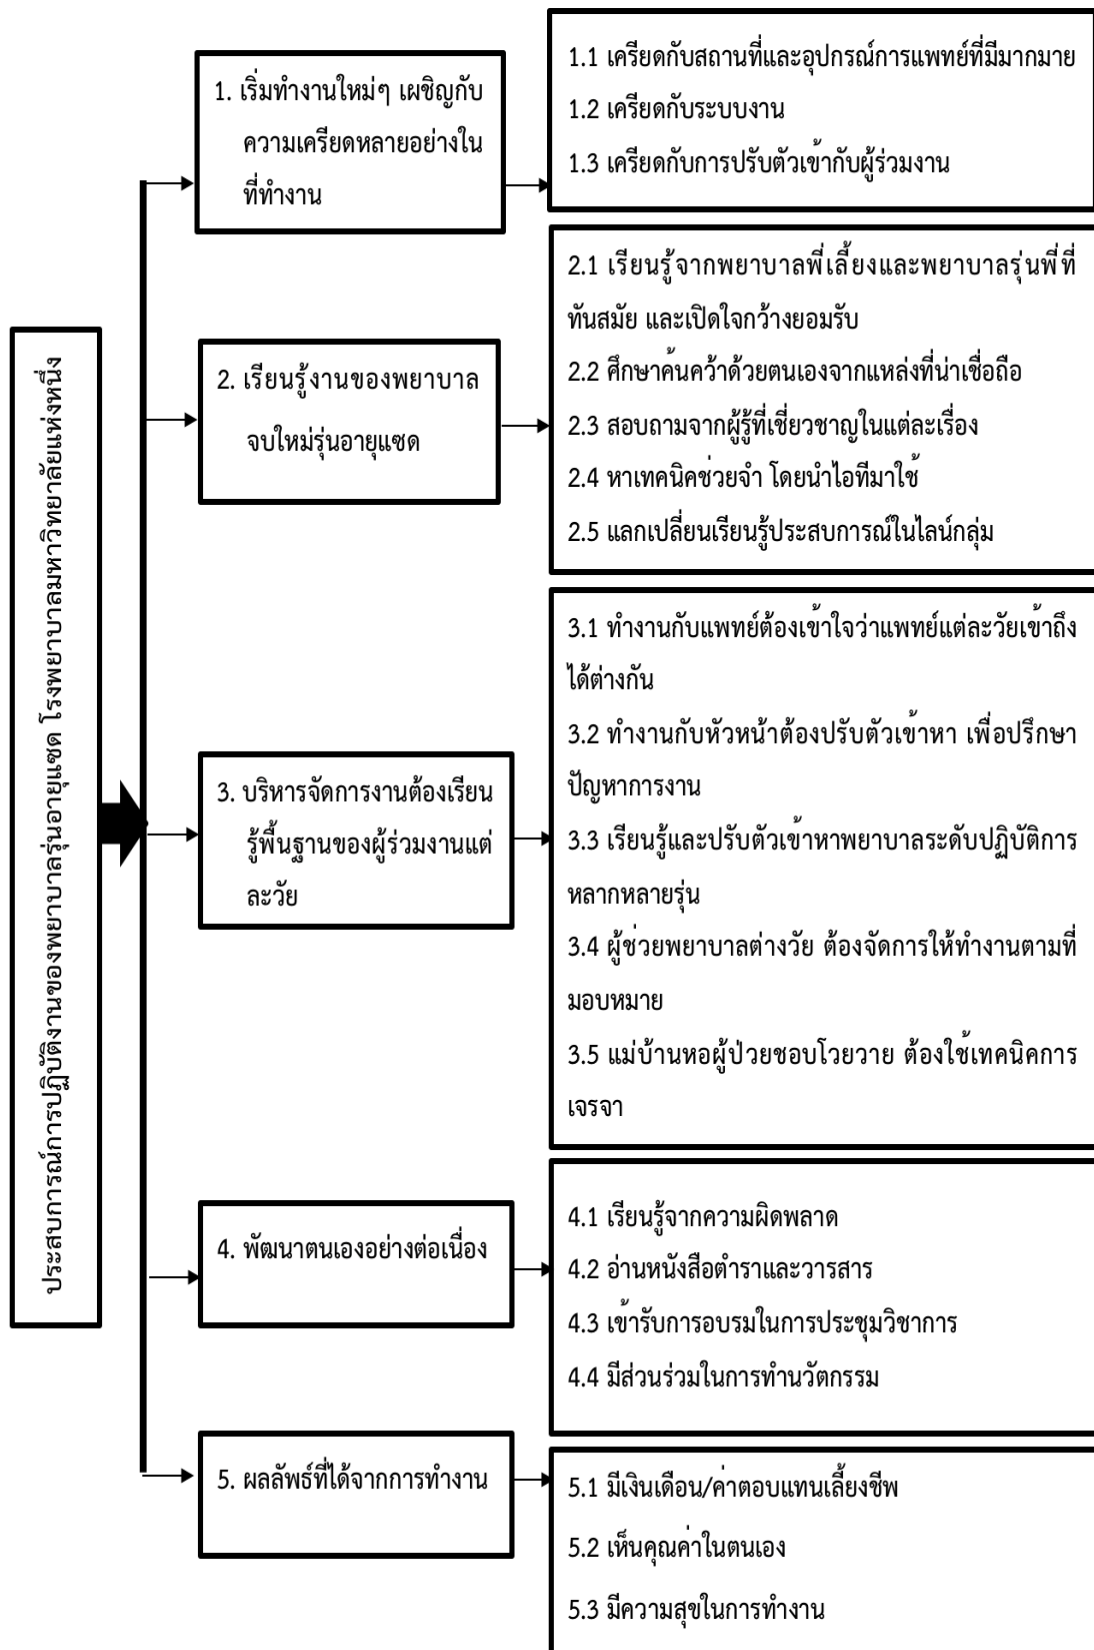 ประสบการณ์การปฏิบัติงานของพยาบาลรุ่นอายุแซด โรงพยาบาลมหาวิทยาลัยแห่งหนึ่ง
1. เริ่มทำงานใหม่ๆ เผชิญกับ
ความเครียดหลายอย่างใน
ที่ทำงาน
1.1 เครียดกับสถานที่และอุปกรณ์การแพทย์ที่มีมากมาย
1.2 เครียดกับระบบงาน
1.3 เครียดกับการปรับตัวเข้ากับผู้ร่วมงาน
2. เรียนรู้งานของพยาบาล
จบใหม่รุ่นอายุแซด
2.1 เรียนรู้จากพยาบาลพี่เลี้ยงและพยาบาลรุ่นพี่ที่
ทันสมัย และเปิดใจกว้างยอมรับ
2.2 ศึกษาค้นคว้าด้วยตนเองจากแหล่งที่น่าเชื่อถือ
2.3 สอบถามจากผู้รู้ที่เชี่ยวชาญในแต่ละเรื่อง
2.4 หาเทคนิคช่วยจำ โดยนำไอทีมาใช้
2.5 แลกเปลี่ยนเรียนรู้ประสบการณ์ในไลน์กลุ่ม
3. บริหารจัดการงานต้องเรียน
รู้พื้นฐานของผู้ร่วมงานแต่
ละวัย
3.1 ทำงานกับแพทย์ต้องเข้าใจว่าแพทย์แต่ละวัยเข้าถึง
ได้ต่างกัน
3.2 ทำงานกับหัวหน้าต้องปรับตัวเข้าหา เพื่อปรึกษา
ปัญหาการงาน
3.3 เรียนรู้และปรับตัวเข้าหาพยาบาลระดับปฏิบัติการ
หลากหลายรุ่น
3.4 ผู้ช่วยพยาบาลต่างวัย ต้องจัดการให้ทำงานตามที่
มอบหมาย
3.5 แม่บ้านหอผู้ป่วยชอบโวยวาย ต้องใช้เทคนิคการ
เจรจา
4. พัฒนาตนเองอย่างต่อเนื่อง
4.1 เรียนรู้จากความผิดพลาด
4.2 อ่านหนังสือตำราและวารสาร
4.3 เข้ารับการอบรมในการประชุมวิชาการ
4.4 มีส่วนร่วมในการทำนวัตกรรม
5. ผลลัพธ์ที่ได้จากการทำงาน
5.1 มีเงินเดือน/ค่าตอบแทนเลี้ยงชีพ
5.2 เห็นคุณค่าในตนเอง
5.3 มีความสุขในการทำงาน